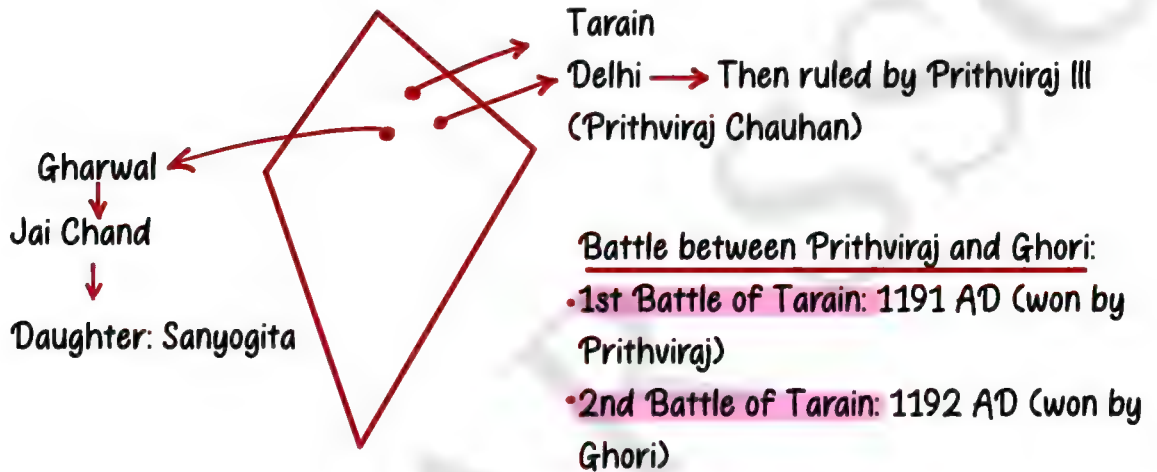 Tarain
Delhi → Then ruled by Prithviraj III
(Prithviraj Chauhan)
Gharwal
Jai Chand
Daughter: Sanyogita
Battle between Prithviraj and Ghori:
•1st Battle of Tarain: 1191 AD (won by
Prithviraj)
•2nd Battle of Tarain: 1192 AD (won by
Ghori)